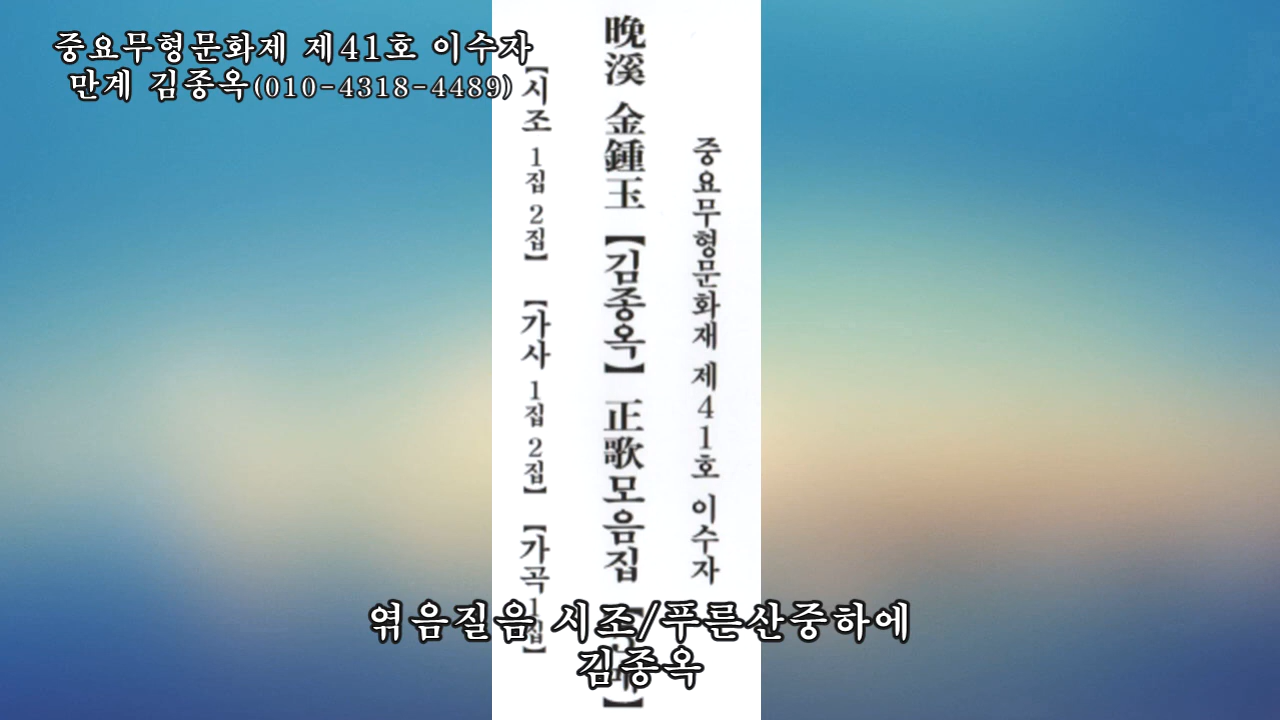 중요무형문화제 제41호 이수자
만계 김종옥(010-4318-4489)
중요무형문화재 제41호 이수자
晩溪 金鍾玉【김종옥】正歌모음집
【시조 1집 2집】 【가사 1집 2집】 【가곡1집】
엮음질음 시조/푸른산중하에
김종옥